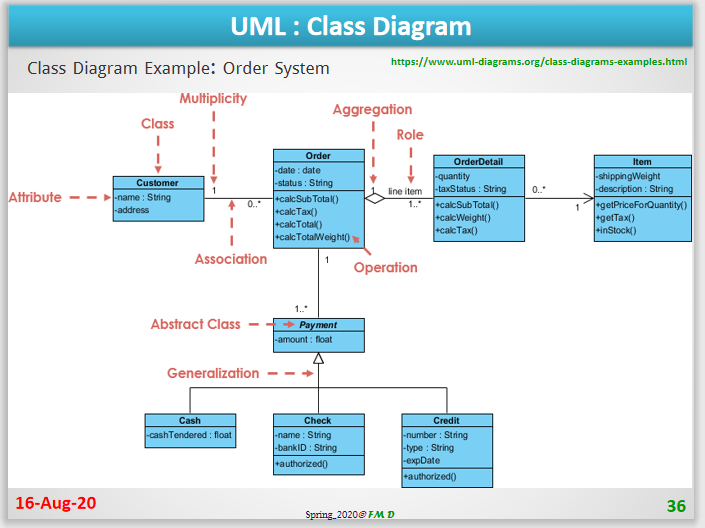 UML : Class Diagram
Class Diagram Example: Order System
https://www.uml-diagrams.org/class-diagrams-examples.html
Multiplicity
Class
Aggregation
Role
Attribute
Customer
-name : String
-address
1
0..*
Association
Order
-date : date
-status : String
+calcSubTotal()
+calcTax()
+calcTotal()
+calcTotalWeight()
Operation
1
line item
1..*
OrderDetail
-quantity
-taxStatus : String
+calcSubTotal()
+calcWeight()
+calcTax()
0..*
1
Item
-shippingWeight
-description : String
+getPriceForQuantity()
+getTax()
+inStock()
1
1..*
Abstract Class
Payment
-amount : float
Generalization
Cash
-cashTendered : float
Check
-name : String
-bankID : String
+authorized()
Credit
-number : String
-type : String
-expDate
+authorized()
16-Aug-20
Spring_2020@ FMD
36